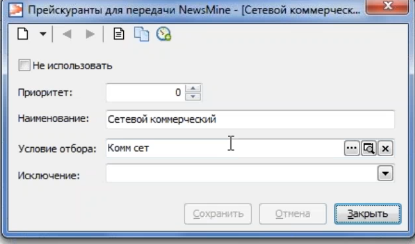 Прейскуранты для передачи NewsMine - [Сетевой коммерческ...
Не использовать
Приоритет: 0
Наименование: Сетевой коммерческий
Условие отбора: Комм сет
Исключение:
Сохранить Отмена Закрыть